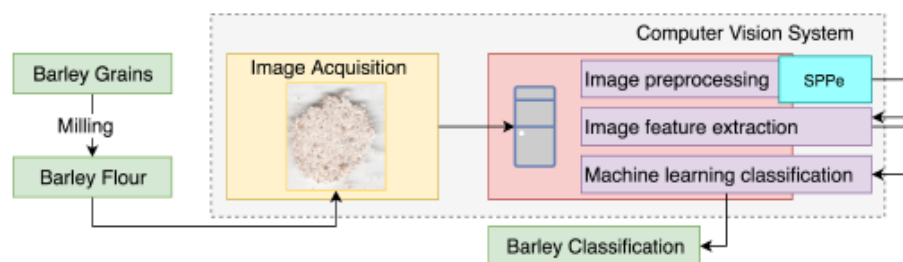 Computer Vision System
Barley Grains
Milling
Barley Flour
Image Acquisition
Image preprocessing
SPPe
Image feature extraction
Machine learning classification
Barley Classification